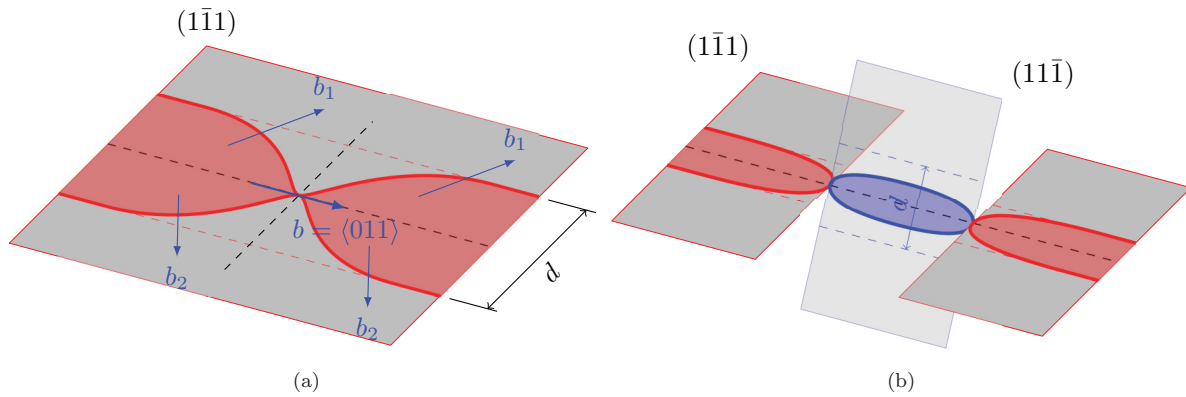 (11̄1)
b₁
b₁
b = ⟨011⟩
b₂
b₂
d
(a)
(11̄1)
(111̄)
d
(b)